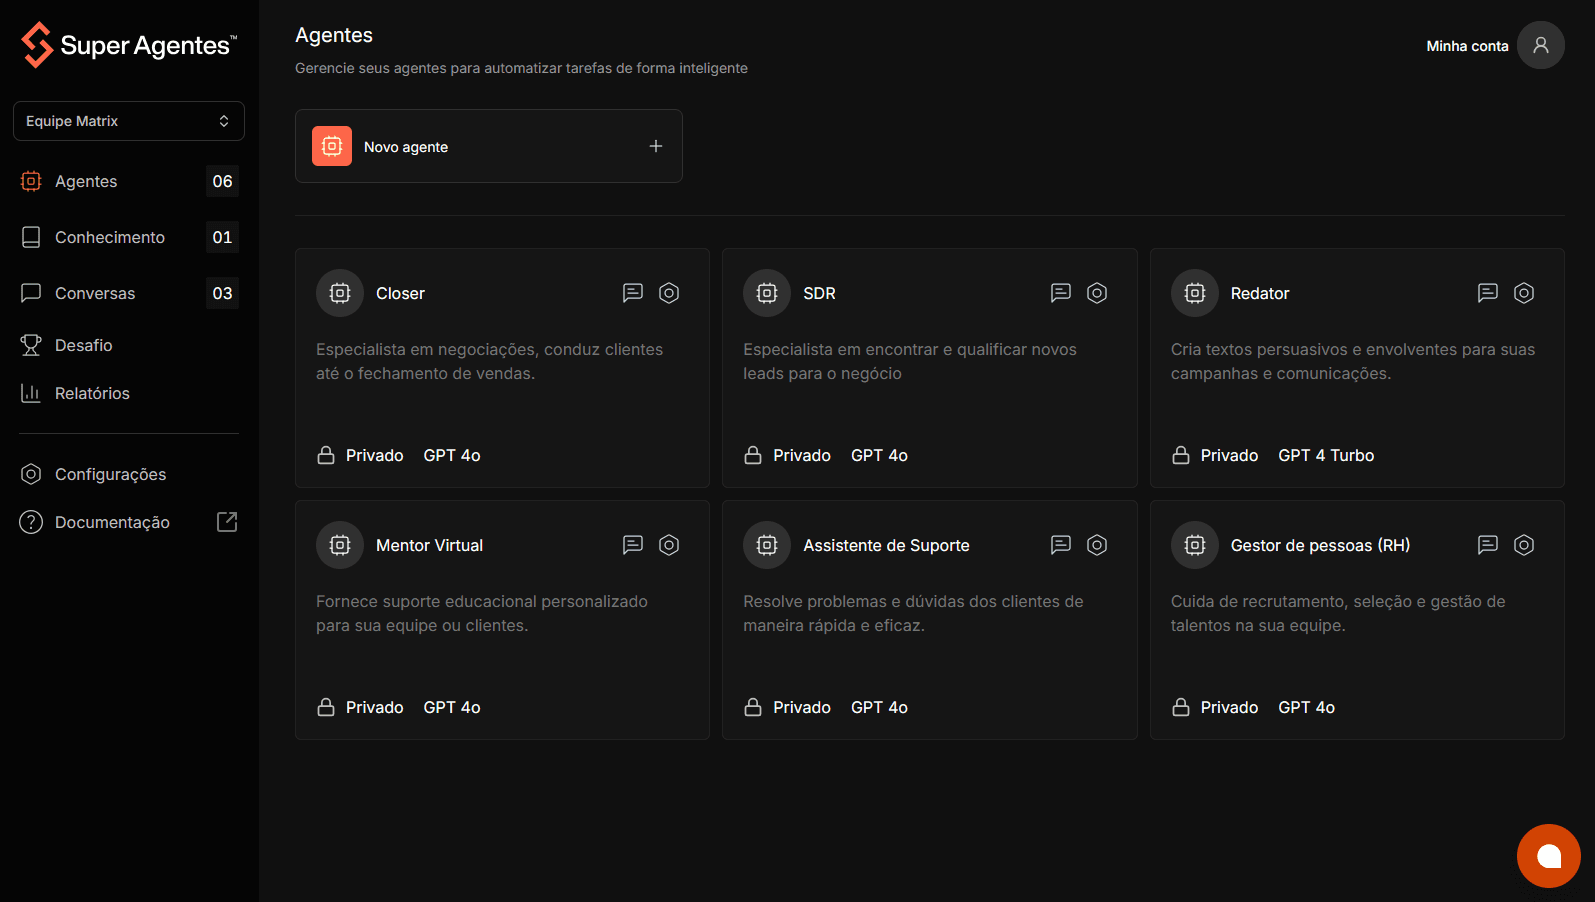 Super Agentes™
Equipe Matrix
Agentes 06
Conhecimento 01
Conversas 03
Desafio
Relatórios
Configurações
Documentação
Agentes
Gerencie seus agentes para automatizar tarefas de forma inteligente
Minha conta
Novo agente
Closer
Especialista em negociações, conduz clientes
até o fechamento de vendas.
Privado GPT 4o
SDR
Especialista em encontrar e qualificar novos
leads para o negócio
Privado GPT 4o
Redator
Cria textos persuasivos e envolventes para suas
campanhas e comunicações.
Privado GPT 4 Turbo
Mentor Virtual
Fornece suporte educacional personalizado
para sua equipe ou clientes.
Privado GPT 4o
Assistente de Suporte
Resolve problemas e dúvidas dos clientes de
maneira rápida e eficaz.
Privado GPT 4o
Gestor de pessoas (RH)
Cuida de recrutamento, seleção e gestão de
talentos na sua equipe.
Privado GPT 4o